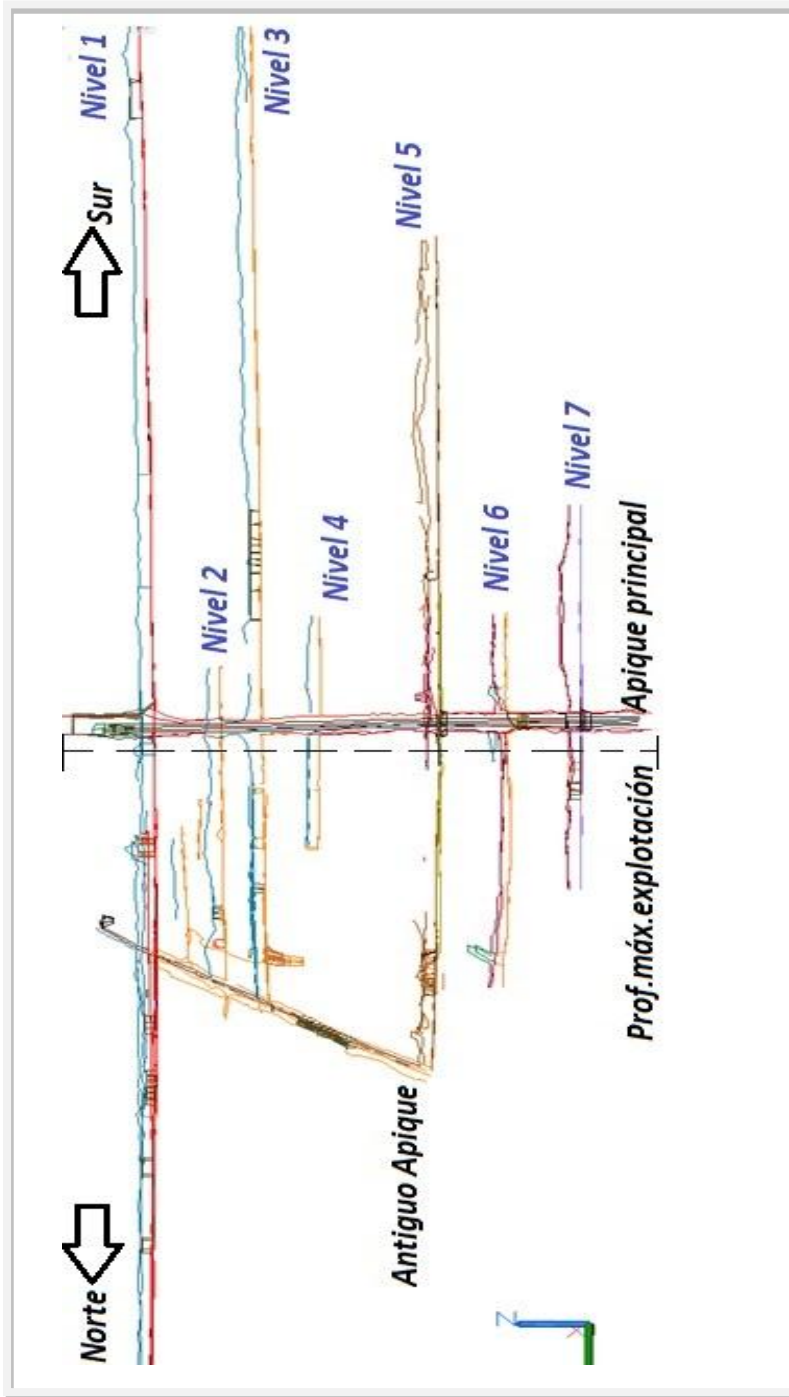 Norte
Sur
Nivel 1
Nivel 2
Nivel 3
Nivel 4
Antiguo Apique
Nivel 5
Nivel 6
Nivel 7
Prof.máx.explotación
Apique principal
Z
X